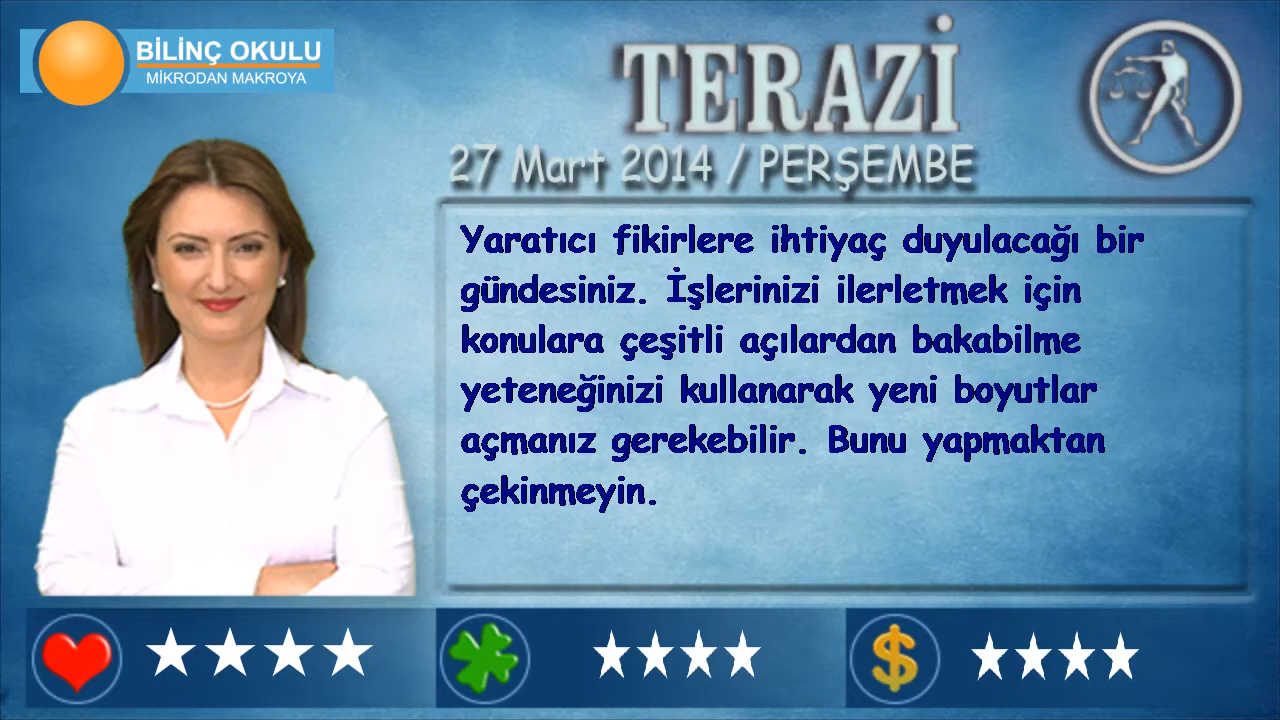 BİLİNÇ OKULU
MİKRODAN MAKROYA
TERAZİ
27 Mart 2014 / PERŞEMBE
Yaratıcı fikirlere ihtiyaç duyulacağı bir
gündesiniz. İşlerinizi ilerletmek için
konulara çeşitli açılardan bakabilme
yeteneğinizi kullanarak yeni boyutlar
açmanız gerekebilir. Bunu yapmaktan
çekinmeyin.